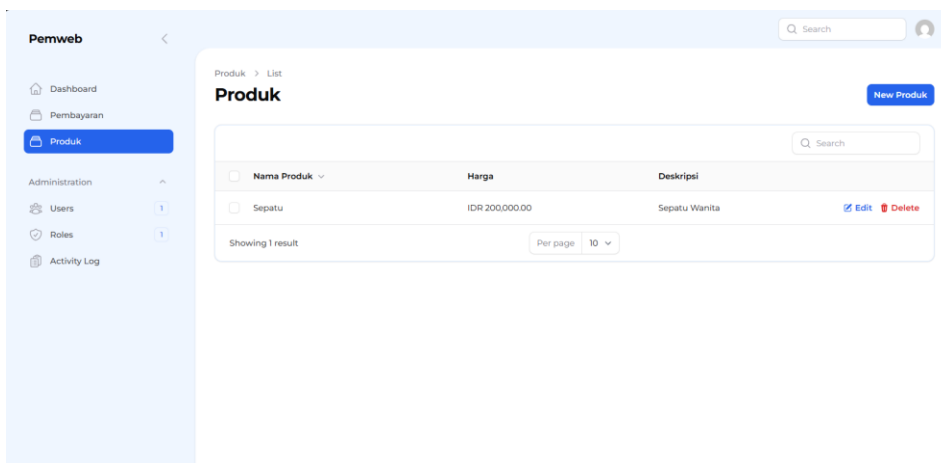 Pemweb
Search
Dashboard
Pembayaran
Produk
Administration
Users 1
Roles 1
Activity Log
Produk > List
Produk
New Produk
Search
Nama Produk Harga Deskripsi
Sepatu IDR 200,000.00 Sepatu Wanita Edit Delete
Showing 1 result Per page 10